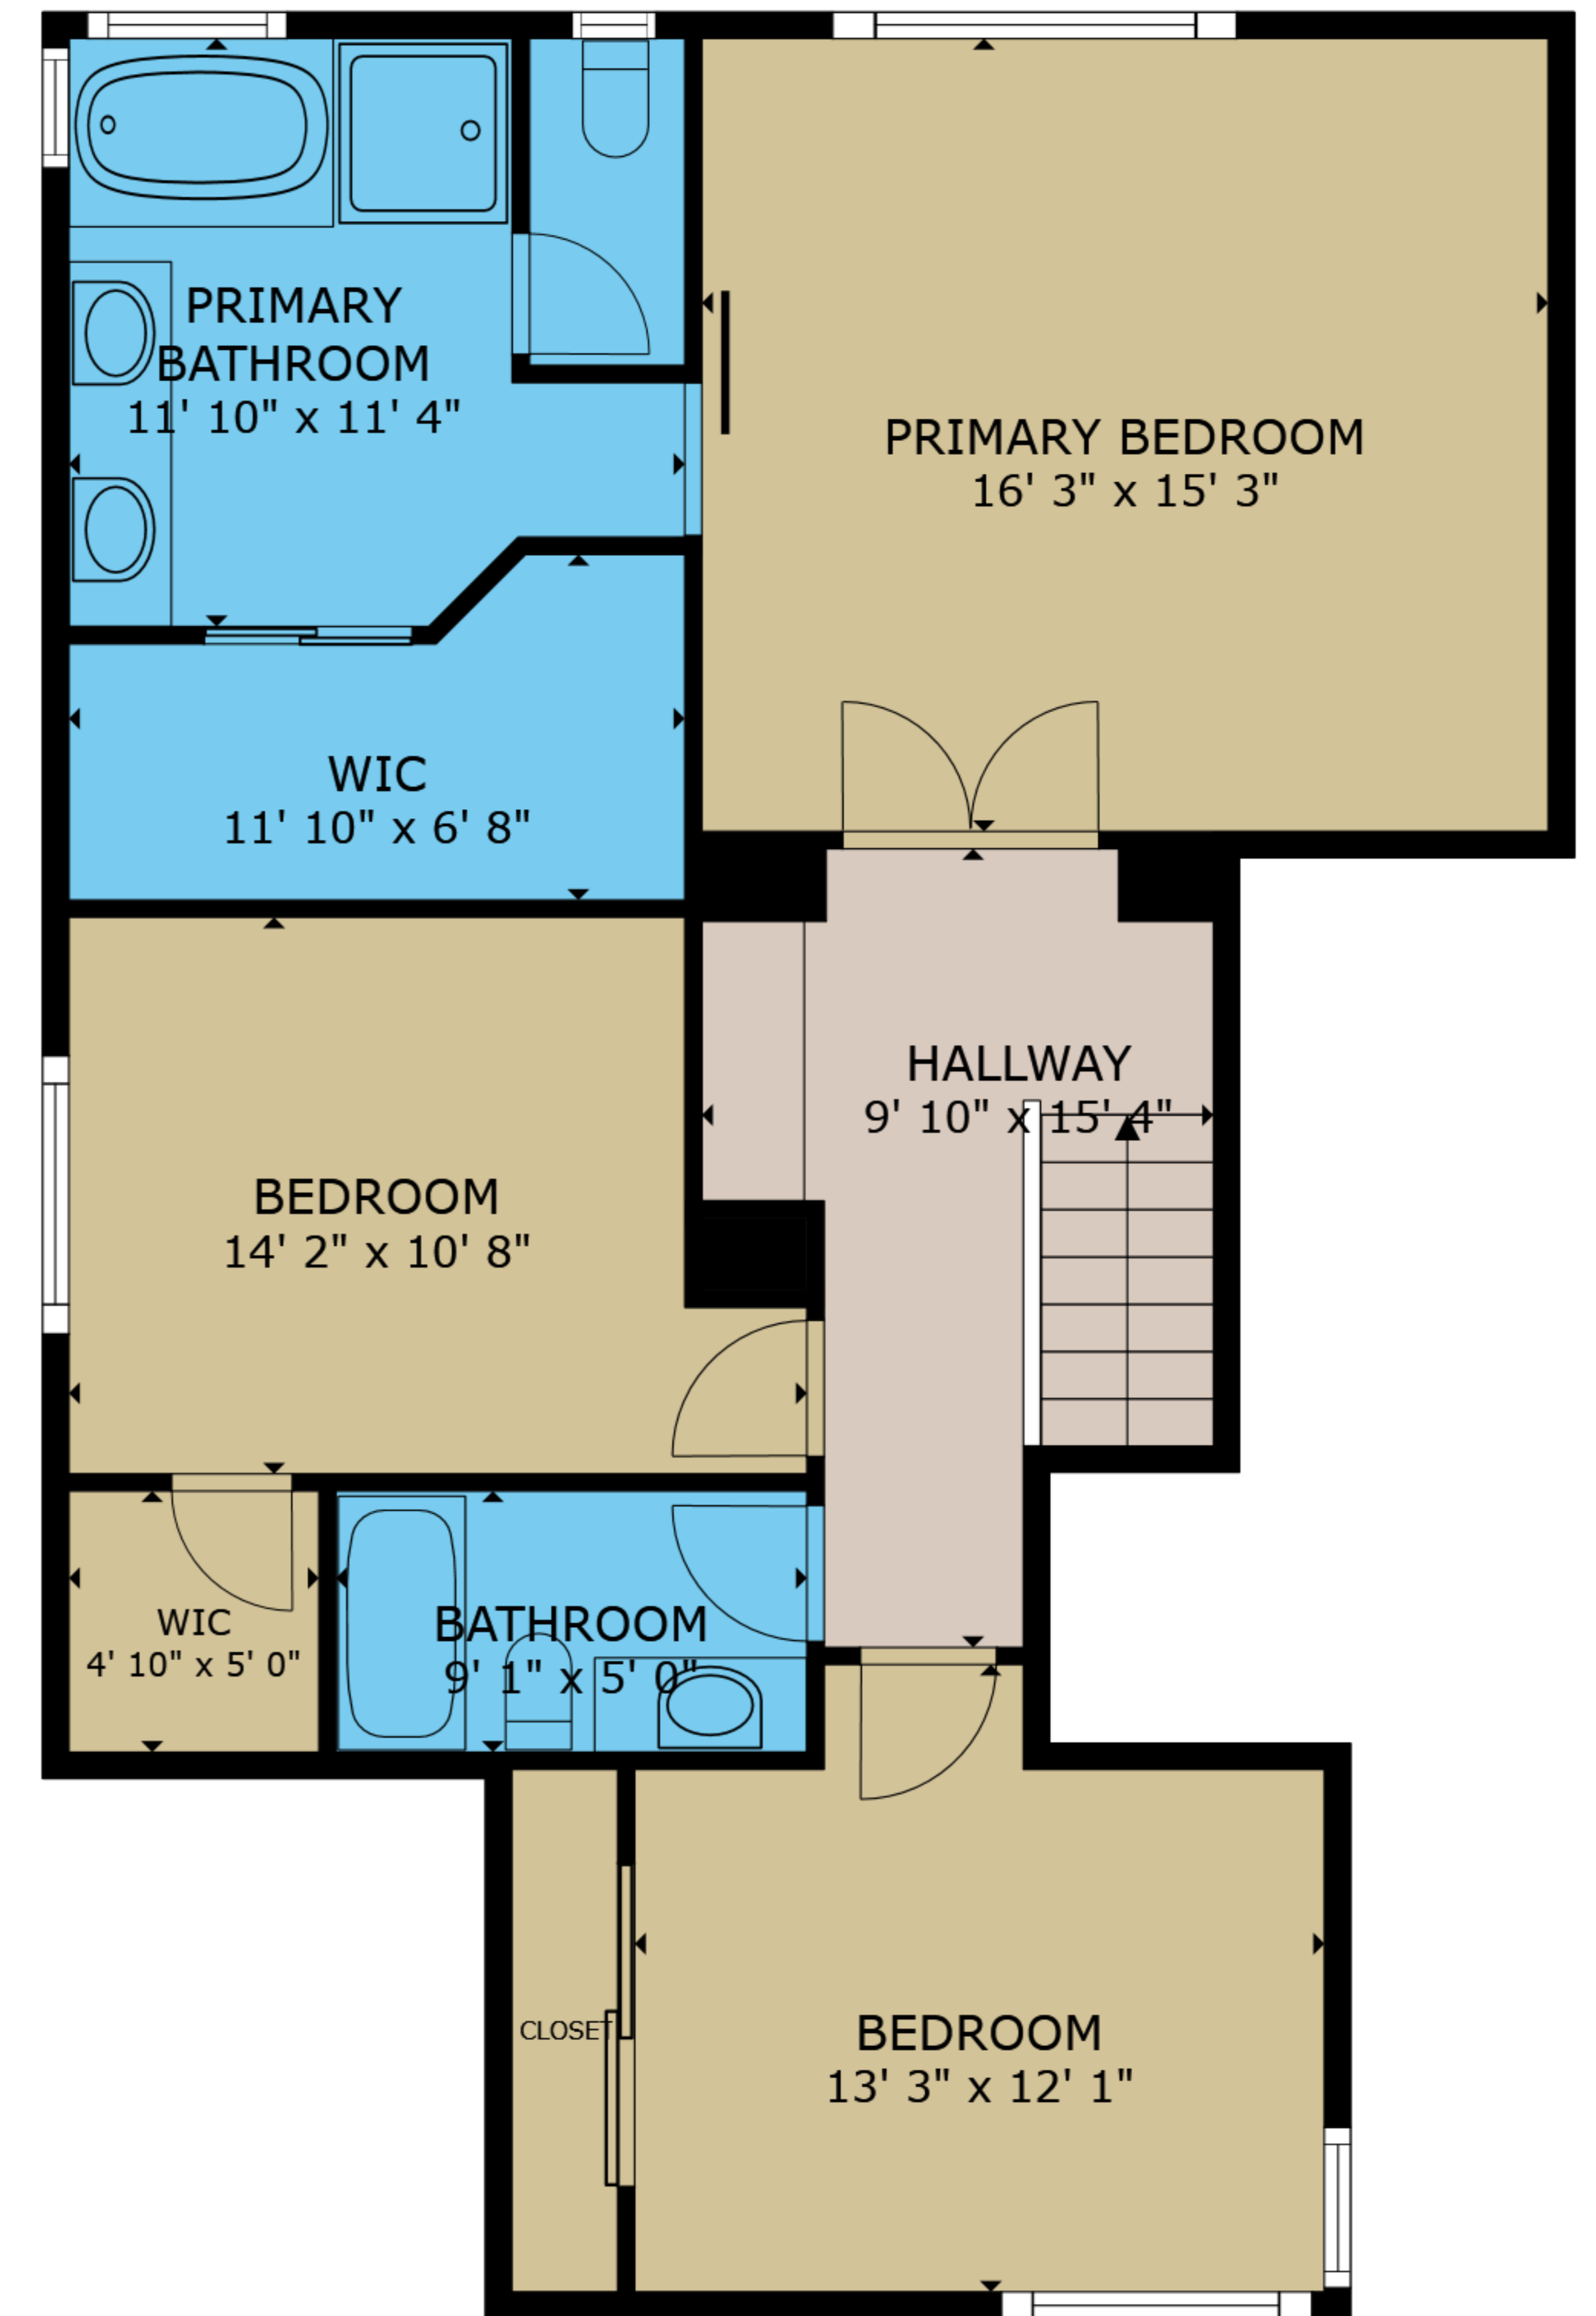 PRIMARY
BATHROOM
11' 10" x 11' 4"
PRIMARY BEDROOM
16' 3" x 15' 3"
WIC
11' 10" x 6' 8"
HALLWAY
9' 10" x 15' 4"
BEDROOM
14' 2" x 10' 8"
WIC
4' 10" x 5' 0"
BATHROOM
9' 1" x 5' 0"
CLOSET
BEDROOM
13' 3" x 12' 1"